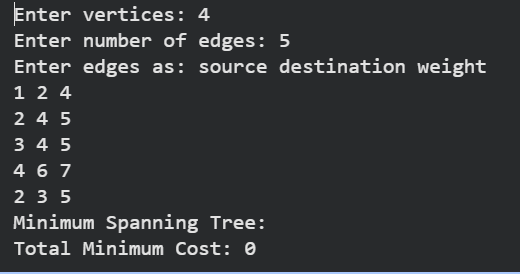 Enter vertices: 4
Enter number of edges: 5
Enter edges as: source destination weight
1 2 4
2 4 5
3 4 5
4 6 7
2 3 5
Minimum Spanning Tree:
Total Minimum Cost: 0